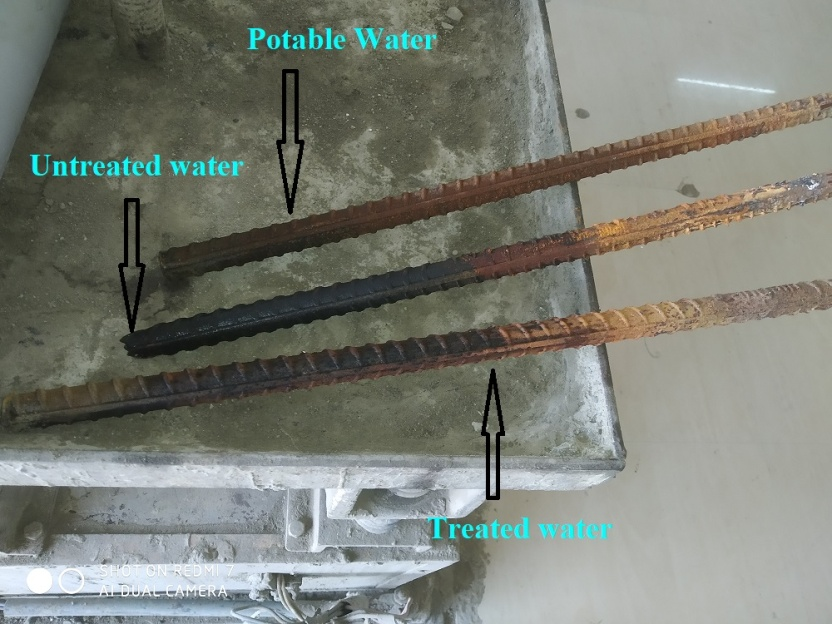 Potable Water
Untreated water
Treated water
SHOT ON REDMI 7
AI DUAL CAMERA